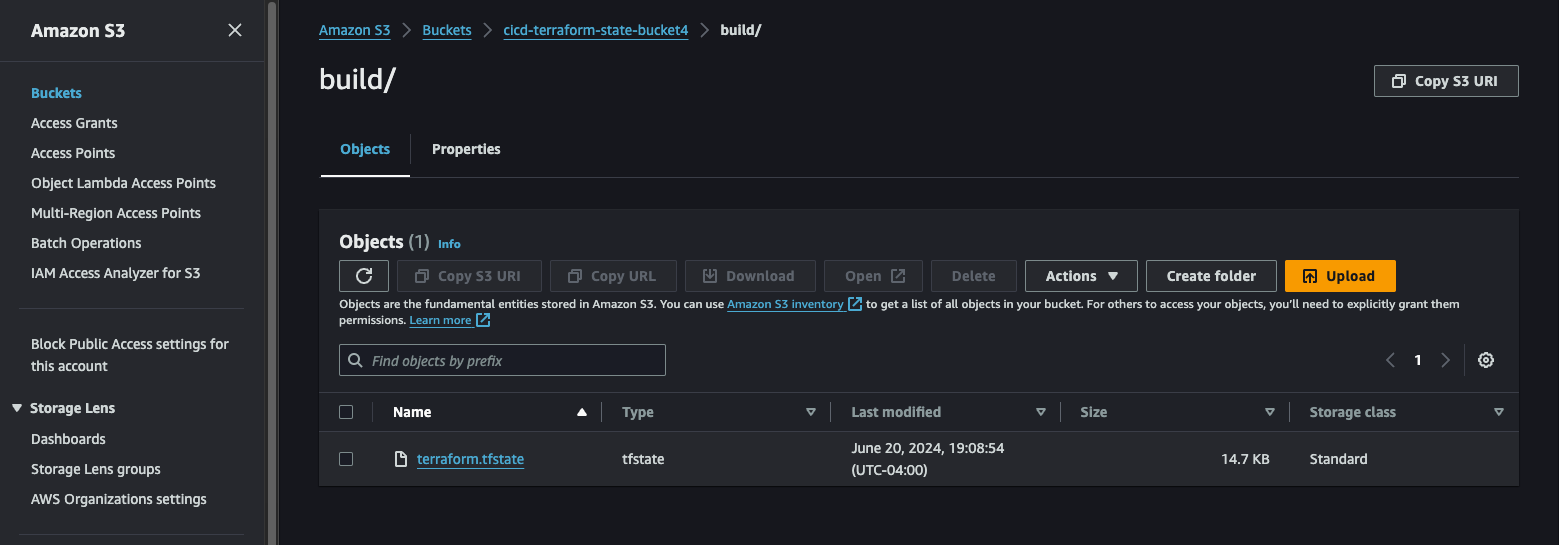 Amazon S3
Buckets
Access Grants
Access Points
Object Lambda Access Points
Multi-Region Access Points
Batch Operations
IAM Access Analyzer for S3
Block Public Access settings for
this account
Storage Lens
Dashboards
Storage Lens groups
AWS Organizations settings
Amazon S3 Buckets cicd-terraform-state-bucket4 build/
build/
Copy S3 URI
Objects Properties
Objects (1) Info
Copy S3 URI Copy URL Download Open Delete Actions Create folder Upload
Objects are the fundamental entities stored in Amazon S3. You can use Amazon S3 inventory to get a list of all objects in your bucket. For others to access your objects, you'll need to explicitly grant them
permissions. Learn more
Find objects by prefix
1
Name Type Last modified Size Storage class
terraform.tfstate tfstate June 20, 2024, 19:08:54 14.7 KB Standard
(UTC-04:00)